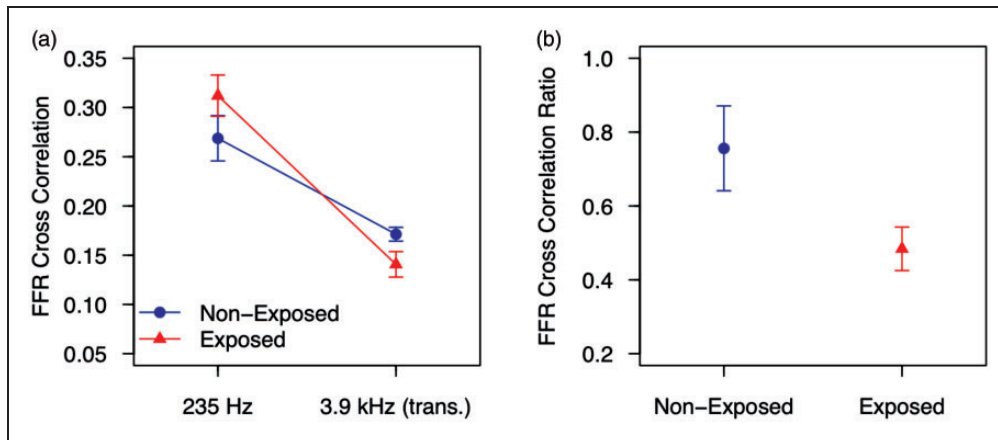 (a)
FFR Cross Correlation
0.35
0.30
0.25
0.20
0.15
0.10
0.05
Non-Exposed
Exposed
235 Hz
3.9 kHz (trans.)
(b)
FFR Cross Correlation Ratio
1.0
0.8
0.6
0.4
0.2
Non-Exposed
Exposed